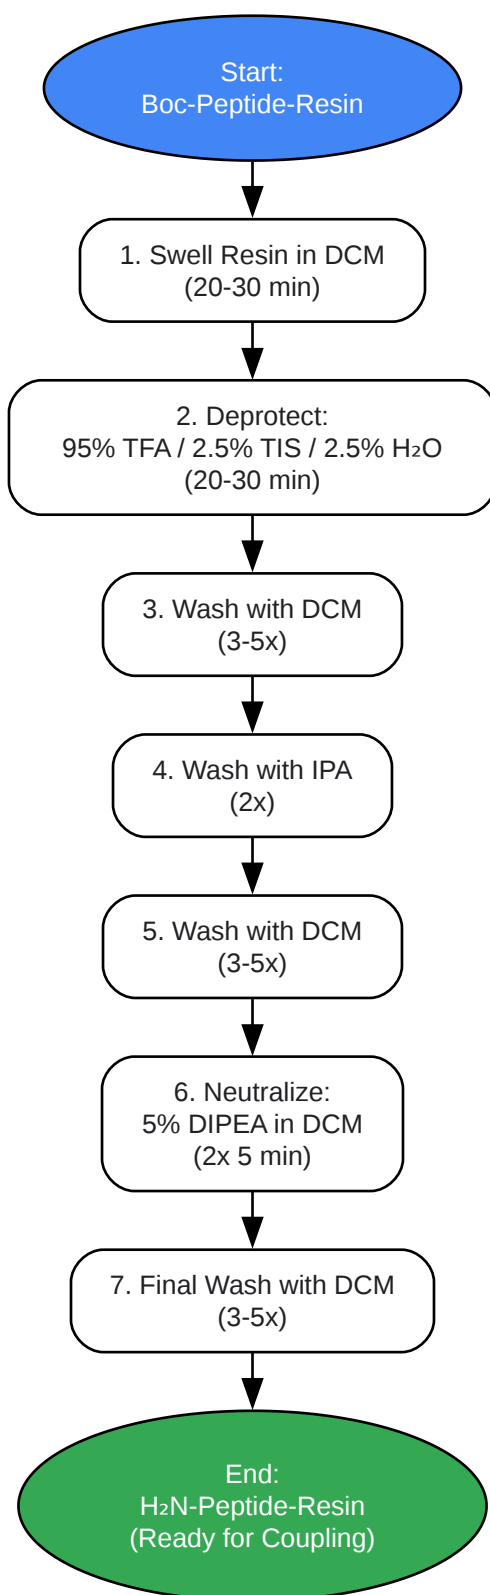 Start:
Boc-Peptide-Resin
1. Swell Resin in DCM
(20-30 min)
2. Deprotect:
95% TFA / 2.5% TIS / 2.5% H₂O
(20-30 min)
3. Wash with DCM
(3-5x)
4. Wash with IPA
(2x)
5. Wash with DCM
(3-5x)
6. Neutralize:
5% DIPEA in DCM
(2x 5 min)
7. Final Wash with DCM
(3-5x)
End:
H₂N-Peptide-Resin
(Ready for Coupling)